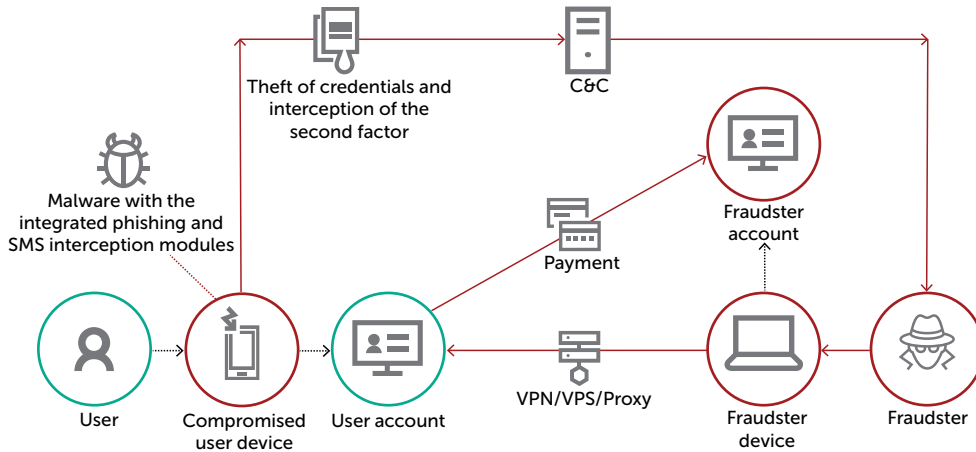 Theft of credentials and
interception of the
second factor
C&C
Malware with the
integrated phishing and
SMS interception modules
Fraudster
account
Payment
VPN/VPS/Proxy
User
Compromised
user device
User account
Fraudster
device
Fraudster